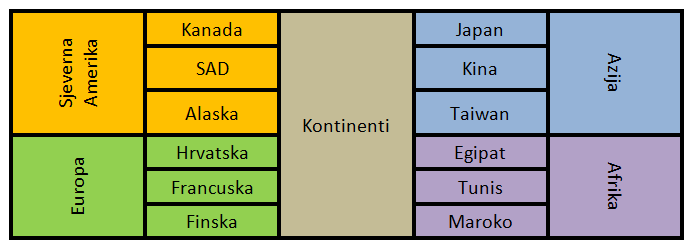 Sjeverna
Amerika
Kanada
SAD
Alaska
Europa
Hrvatska
Francuska
Finska
Kontinenti
Japan
Kina
Taiwan
Azija
Egipat
Tunis
Maroko
Afrika